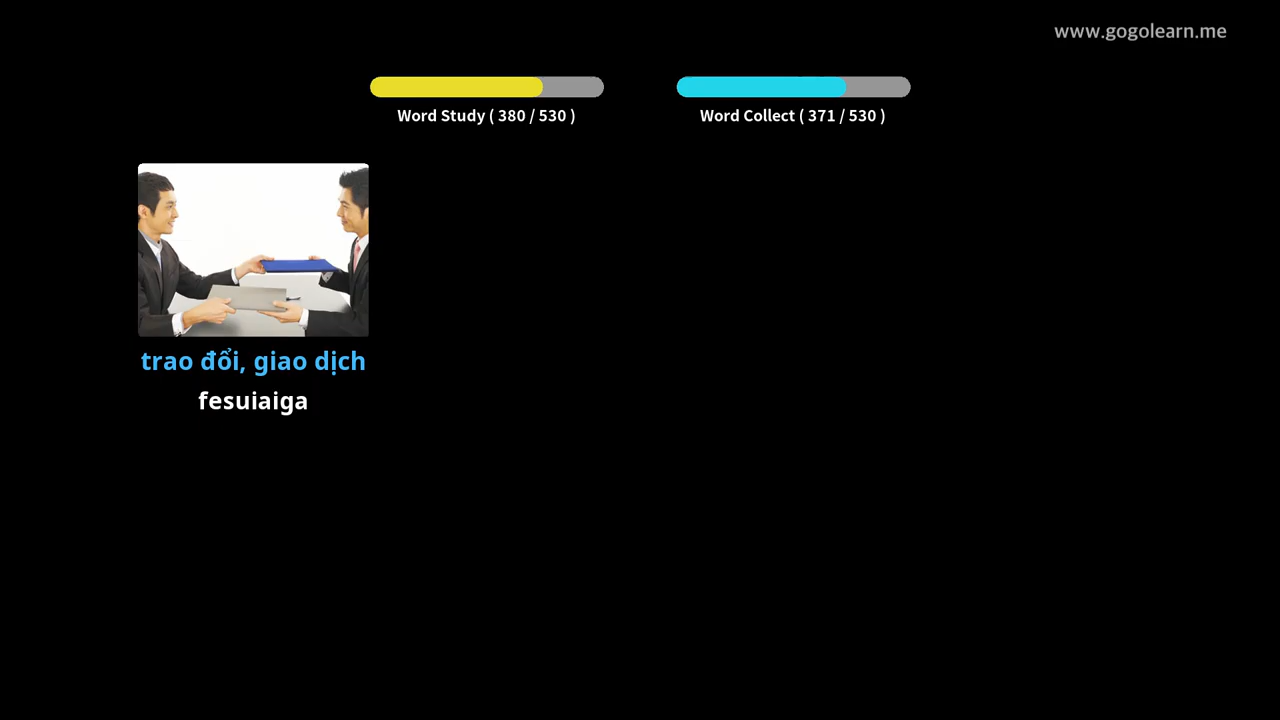 www.gogolearn.me
Word Study ( 380 / 530 )
Word Collect ( 371 / 530 )
trao đổi, giao dịch
fesuiaiga